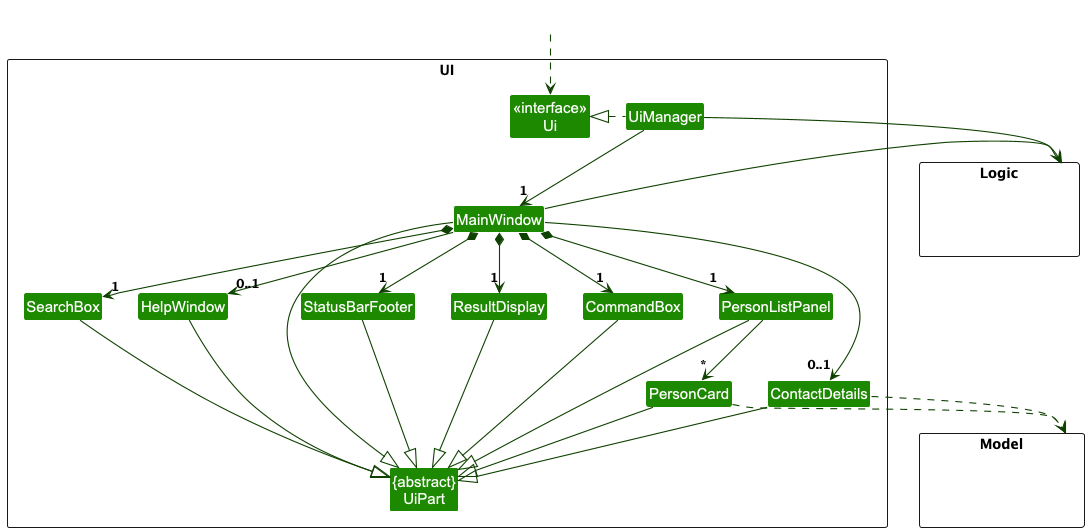 UI
«interface»
Ui
UiManager
Logic
1
MainWindow
1
0..1
1
1
1
1
SearchBox
HelpWindow
StatusBarFooter
ResultDisplay
CommandBox
PersonListPanel
*
0..1
PersonCard
ContactDetails
Model
{abstract}
UiPart